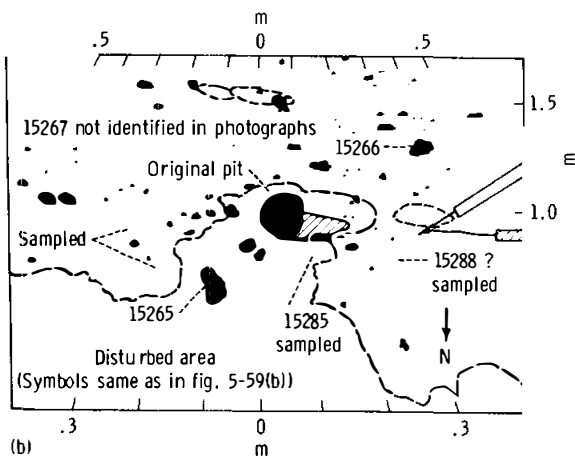 m
.5 0 .5
1.5
15267 not identified in photographs
15266
m
Original pit
1.0
Sampled
15288 ?
sampled
15265
15285
sampled
N
Disturbed area
(Symbols same as in fig. 5-59(b))
.3 0 .3
(b) m